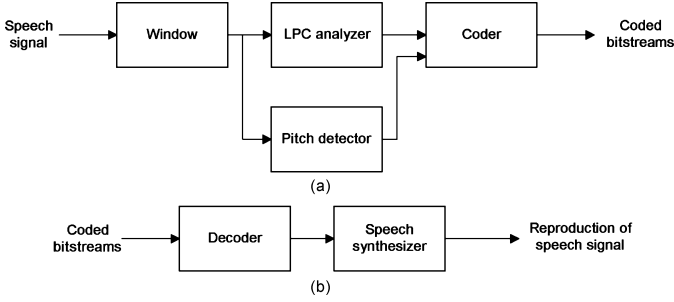 Speech
signal
Window
LPC analyzer
Coder
Coded
bitstreams
Pitch detector
(a)
Coded
bitstreams
Decoder
Speech
synthesizer
Reproduction of
speech signal
(b)